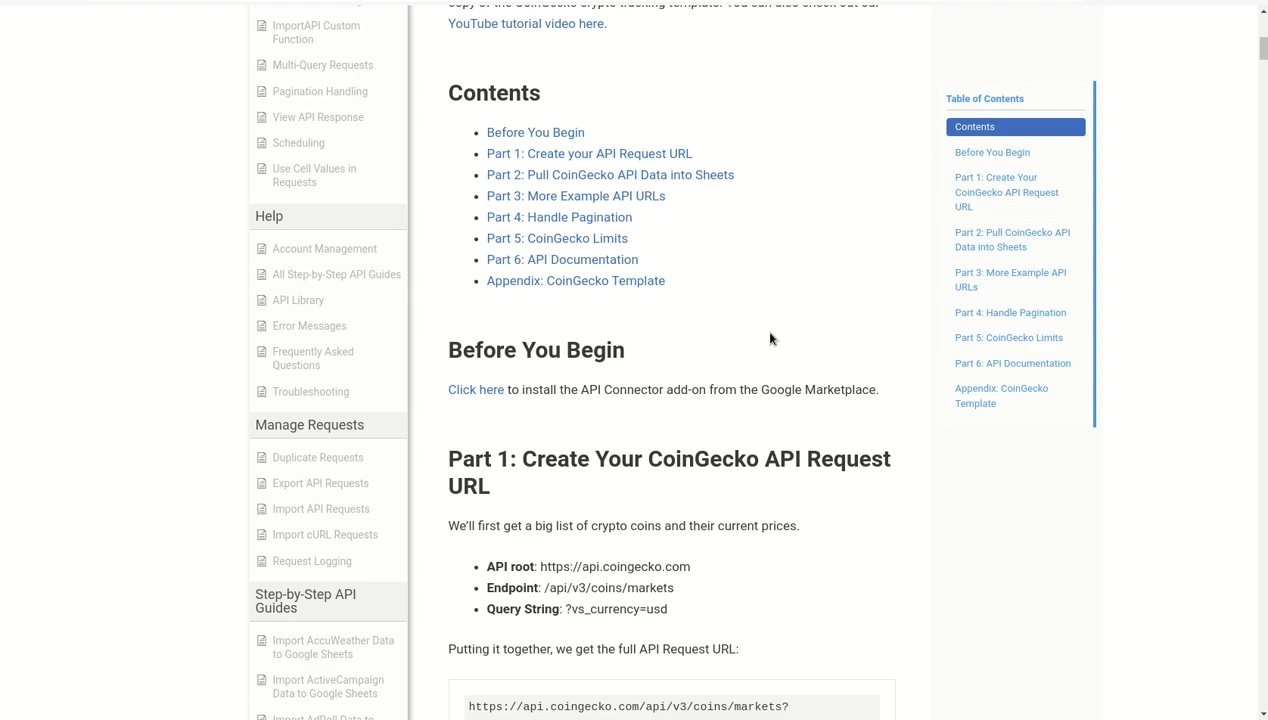 YouTube tutorial video here.
ImportAPI Custom
Function
Multi-Query Requests
Pagination Handling
View API Response
Scheduling
Use Cell Values in
Requests
Help
Account Management
All Step-by-Step API Guides
API Library
Error Messages
Frequently Asked
Questions
Troubleshooting
Manage Requests
Duplicate Requests
Export API Requests
Import API Requests
Import cURL Requests
Request Logging
Step-by-Step API
Guides
Import AccuWeather Data
to Google Sheets
Import ActiveCampaign
Data to Google Sheets
Import AdRoll Data to
Contents
Before You Begin
Part 1: Create your API Request URL
Part 2: Pull CoinGecko API Data into Sheets
Part 3: More Example API URLs
Part 4: Handle Pagination
Part 5: CoinGecko Limits
Part 6: API Documentation
Appendix: CoinGecko Template
Before You Begin
Click here to install the API Connector add-on from the Google Marketplace.
Part 1: Create Your CoinGecko API Request
URL
We'll first get a big list of crypto coins and their current prices.
API root: https://api.coingecko.com
Endpoint: /api/v3/coins/markets
Query String: ?vs_currency=usd
Putting it together, we get the full API Request URL:
https://api.coingecko.com/api/v3/coins/markets?
Table of Contents
Contents
Before You Begin
Part 1: Create Your
CoinGecko API Request
URL
Part 2: Pull CoinGecko API
Data into Sheets
Part 3: More Example API
URLs
Part 4: Handle Pagination
Part 5: CoinGecko Limits
Part 6: API Documentation
Appendix: CoinGecko
Template